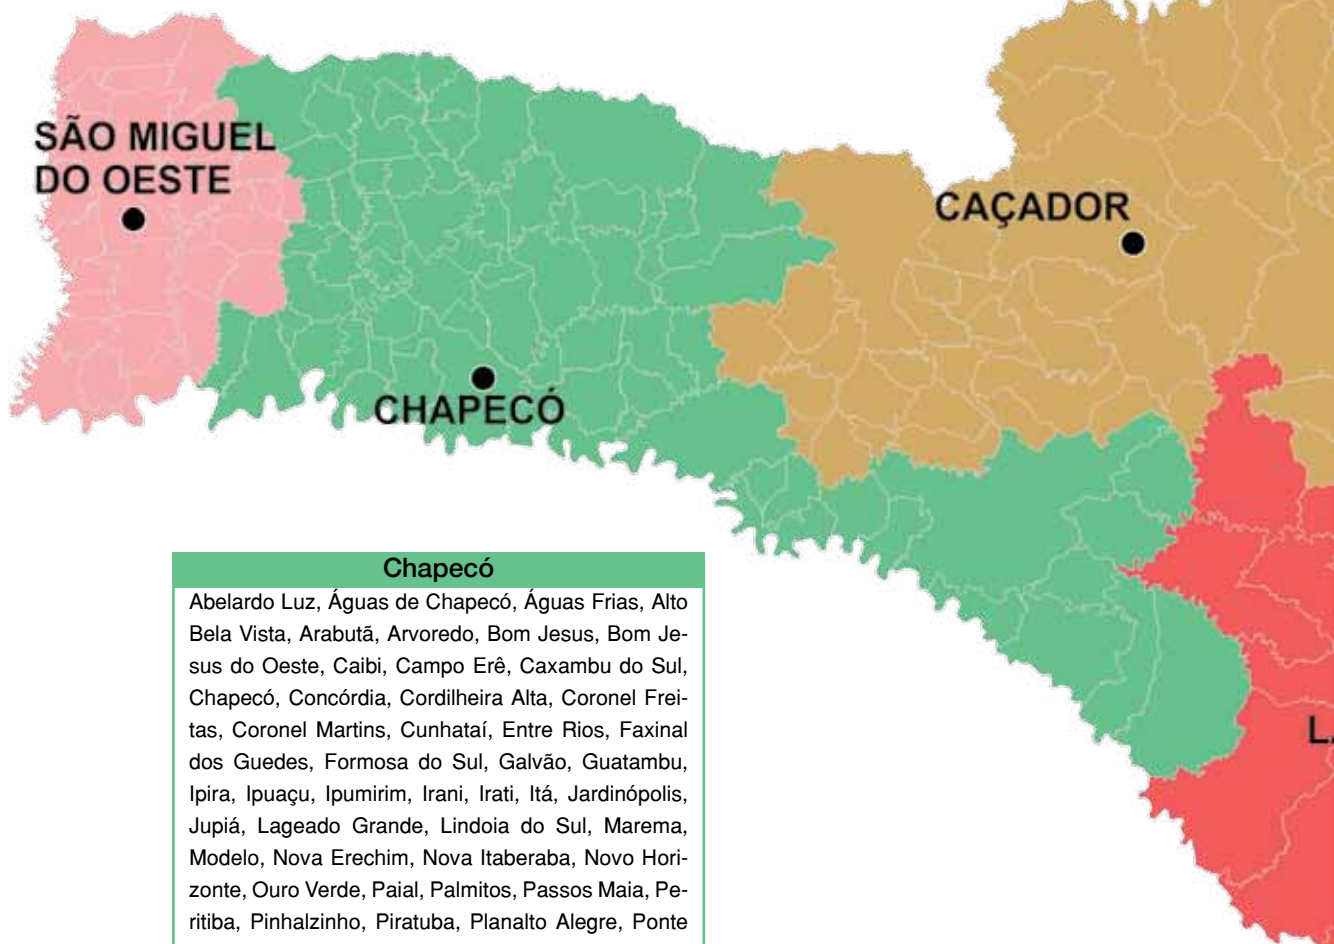 SÃO MIGUEL
DO OESTE
CAÇADOR
CHAPECÓ
Chapecó
Abelardo Luz, Águas de Chapecó, Águas Frias, Alto
Bela Vista, Arabutã, Arvoredo, Bom Jesus, Bom Je-
sus do Oeste, Caibi, Campo Erê, Caxambu do Sul,
Chapecó, Concórdia, Cordilheira Alta, Coronel Frei-
tas, Coronel Martins, Cunhataí, Entre Rios, Faxinal
dos Guedes, Formosa do Sul, Galvão, Guatambu,
Ipira, Ipuaçu, Ipumirim, Irani, Irati, Itá, Jardinópolis,
Jupiá, Lageado Grande, Lindoia do Sul, Marema,
Modelo, Nova Erechim, Nova Itaberaba, Novo Hori-
zonte, Ouro Verde, Paial, Palmitos, Passos Maia, Pe-
ritiba, Pinhalzinho, Piratuba, Planalto Alegre, Ponte